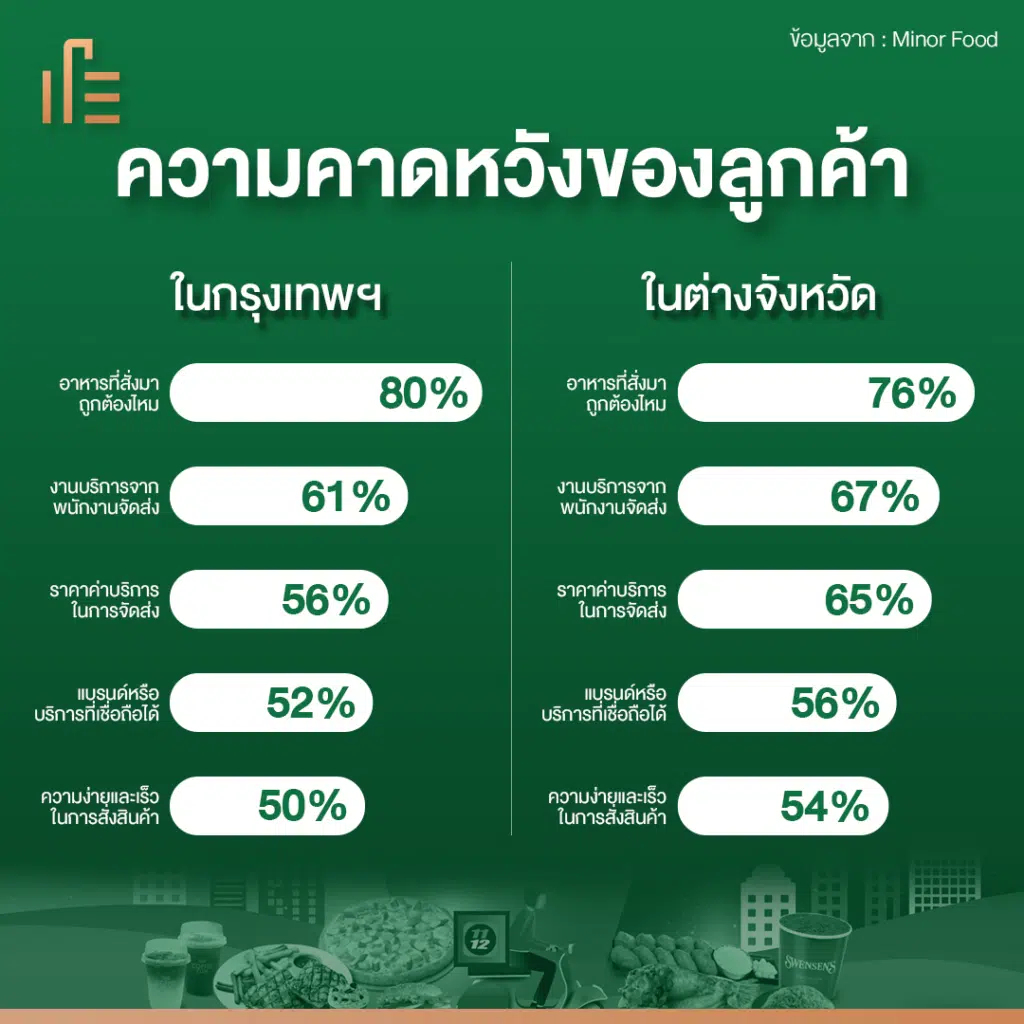 ข้อมูลจาก : Minor Food
ความคาดหวังของลูกค้า
ในกรุงเทพฯ
อาหารที่สั่งมา
ถูกต้องไหม
80%
งานบริการจาก
พนักงานจัดส่ง
61%
ราคาค่าบริการ
ในการจัดส่ง
56%
แบรนด์หรือ
บริการที่เชื่อถือได้
52%
ความง่ายและเร็ว
ในการสั่งสินค้า
50%
ในต่างจังหวัด
อาหารที่สั่งมา
ถูกต้องไหม
76%
งานบริการจาก
พนักงานจัดส่ง
67%
ราคาค่าบริการ
ในการจัดส่ง
65%
แบรนด์หรือ
บริการที่เชื่อถือได้
56%
ความง่ายและเร็ว
ในการสั่งสินค้า
54%
11
12
SWENSEN'S